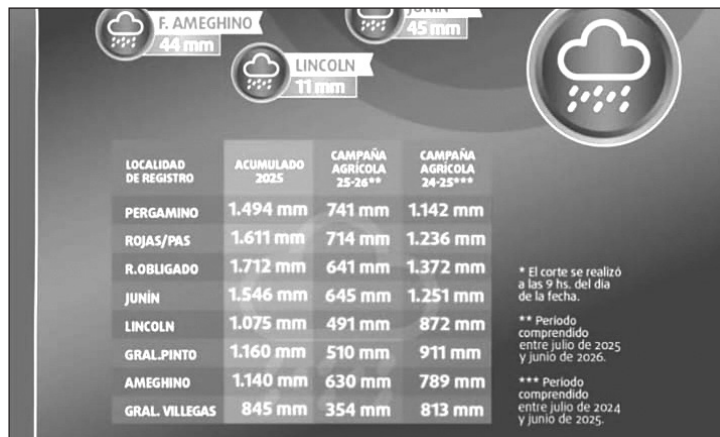 F. AMEGHINO
44 mm
JUNÍN
45 mm
LINCOLN
11 mm
LOCALIDAD DE REGISTRO | ACUMULADO 2025 | CAMPAÑA AGRÍCOLA 25-26** | CAMPAÑA AGRÍCOLA 24-25***
PERGAMINO 1.494 mm 741 mm 1.142 mm
ROJAS/PAS 1.611 mm 714 mm 1.236 mm
R.OBLIGADO 1.712 mm 641 mm 1.372 mm
JUNÍN 1.546 mm 645 mm 1.251 mm
LINCOLN 1.075 mm 491 mm 872 mm
GRAL.PINTO 1.160 mm 510 mm 911 mm
AMEGHINO 1.140 mm 630 mm 789 mm
GRAL. VILLEGAS 845 mm 354 mm 813 mm
* El corte se realizó
a las 9 hs. del día
de la fecha.
** Período
comprendido
entre julio de 2025
y junio de 2026.
*** Período
comprendido
entre julio de 2024
y junio de 2025.